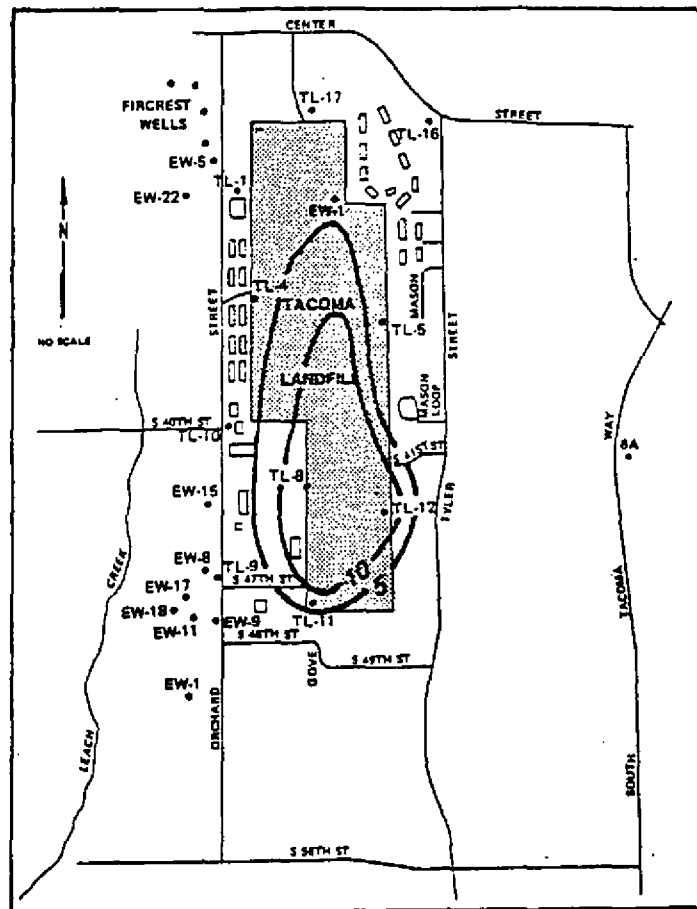 CENTER
STREET
FIRCREST
WELLS
TL-17
TL-16
EW-5
TL-1
EW-22
EW-1
N
NO SCALE
STREET
TL-4
TACOMA
TL-5
MASON
STREET
LANDFILL
MASON
LOOP
S 40TH ST
TL-10
S 41ST ST
WAY
8A
TL-8
EW-15
TL-12
TYLER
CREEK
EW-8
TL-9
S 47TH ST
10
5
EW-17
EW-18
TL-11
EW-11
EW-9
S 48TH ST
TACOMA
DOVE
S 49TH ST
EW-1
ORCHARD
LEACH
SOUTH
S 56TH ST